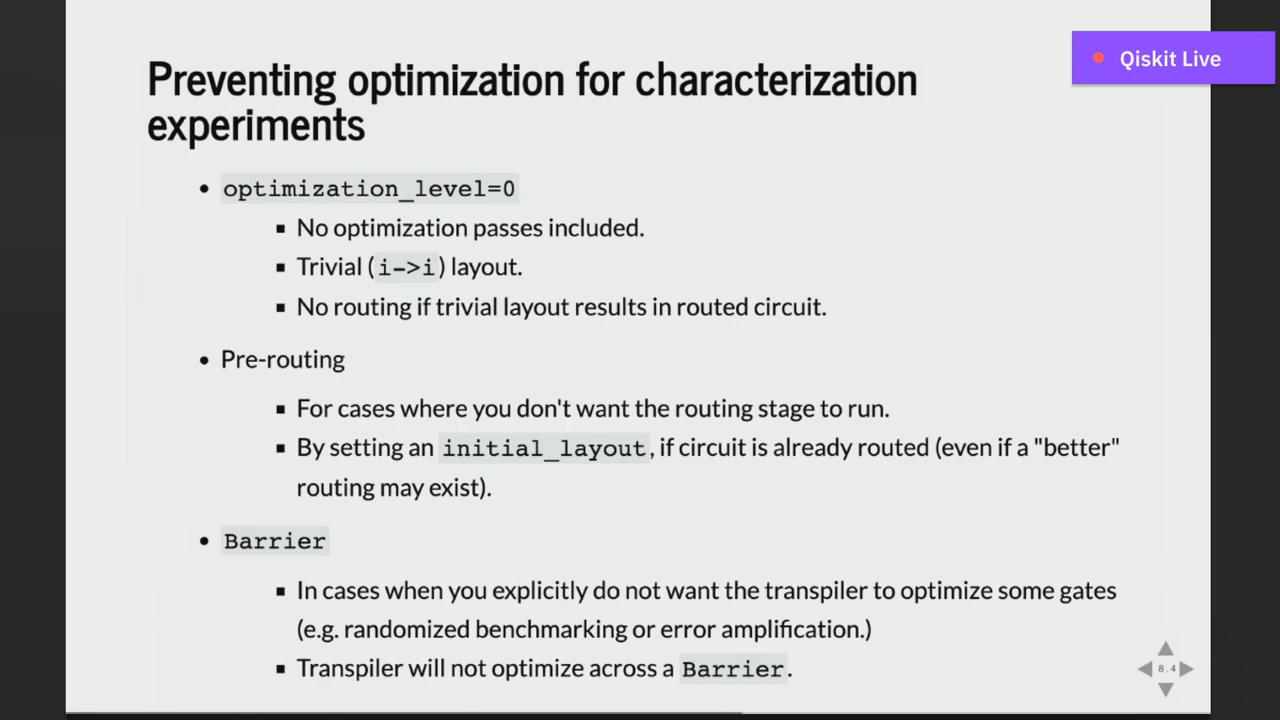 Qiskit Live
Preventing optimization for characterization
experiments
optimization_level=0
No optimization passes included.
Trivial (i->i) layout.
No routing if trivial layout results in routed circuit.
Pre-routing
For cases where you don't want the routing stage to run.
By setting an initial_layout, if circuit is already routed (even if a "better"
routing may exist).
Barrier
In cases when you explicitly do not want the transpiler to optimize some gates
(e.g. randomized benchmarking or error amplification.)
Transpiler will not optimize across a Barrier.
8.4